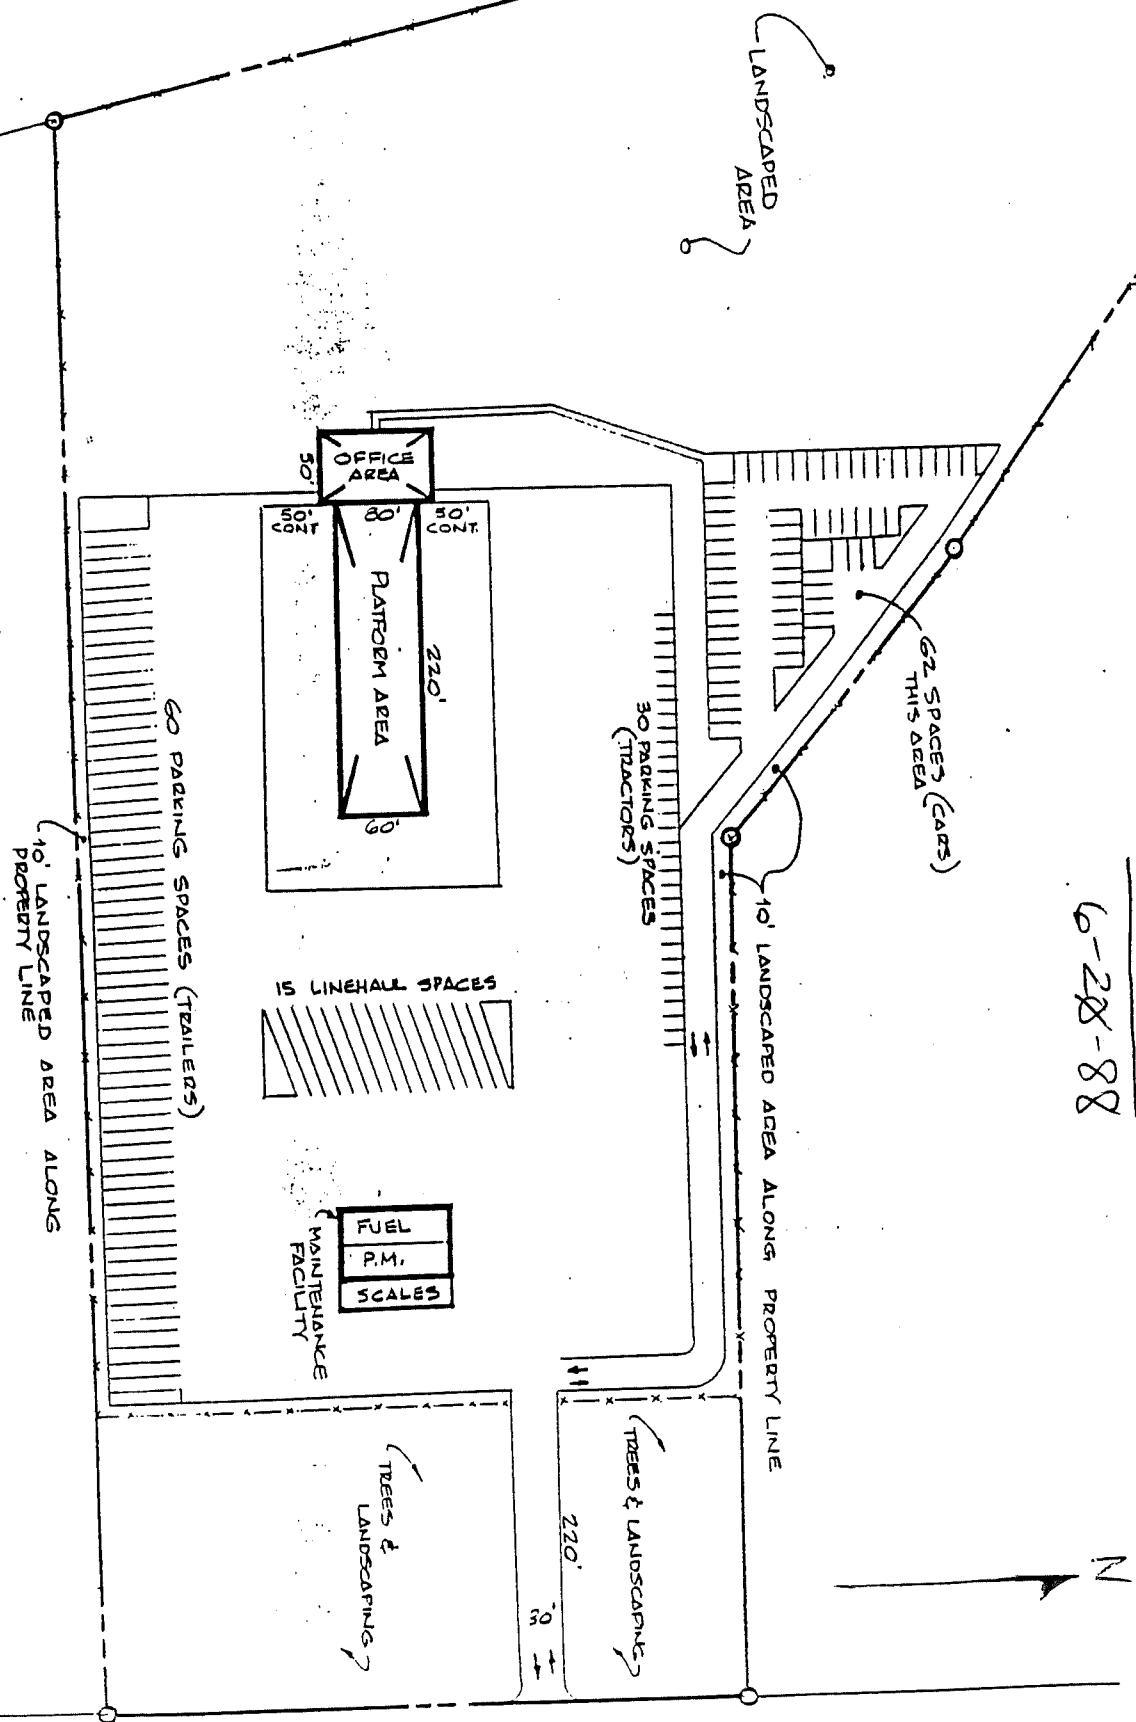 LANDSCAPED
AREA
6-28-88
N
OFFICE
AREA
50'
50'
CONT.
80'
50'
CONT.
PLATFORM AREA
220'
60'
62 SPACES (CARS)
THIS AREA
30 PARKING SPACES
(TRACTORS)
60 PARKING SPACES (TRAILERS)
10' LANDSCAPED AREA ALONG
PROPERTY LINE
10' LANDSCAPED AREA ALONG PROPERTY LINE
15 LINEHALL SPACES
FUEL
P.M.
SCALES
MAINTENANCE
FACILITY
TREES &
LANDSCAPING
TREES & LANDSCAPING
220'
30'